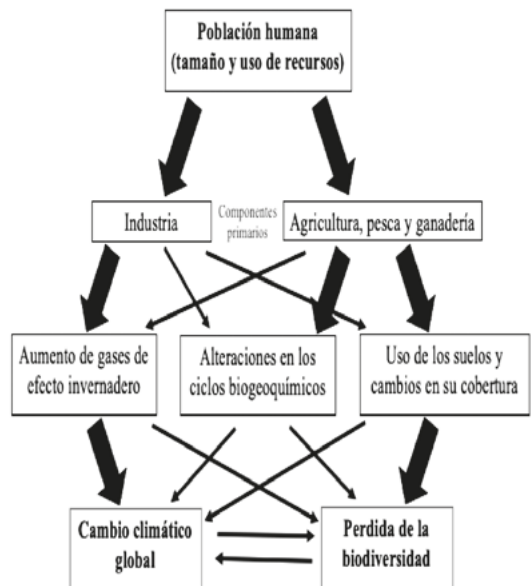 Población humana
(tamaño y uso de recursos)
Industria
Componentes
primarios
Agricultura, pesca y ganadería
Aumento de gases de
efecto invernadero
Alteraciones en los
ciclos biogeoquímicos
Uso de los suelos y
cambios en su cobertura
Cambio climático
global
Perdida de la
biodiversidad